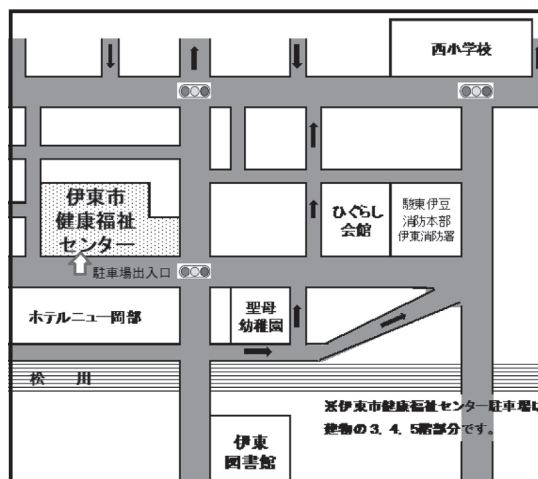 西小学校
伊東市
健康福祉
センター
ひぐらし
会館
駿東伊豆
消防本部
伊東消防署
駐車場出入口
ホテルニュー岡部
聖母
幼稚園
松 川
※伊東市健康福祉センター駐車場は
建物の3,4,5階部分です。
伊東
図書館